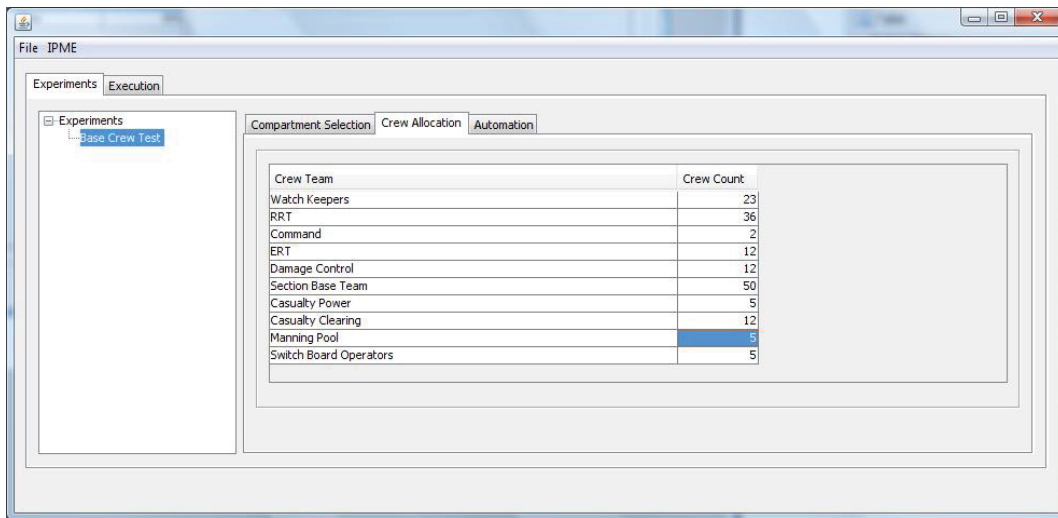 File IPME
Experiments Execution
Experiments
Base Crew Test
Compartment Selection Crew Allocation Automation
Crew Team Crew Count
Watch Keepers 23
RRT 36
Command 2
ERT 12
Damage Control 12
Section Base Team 50
Casualty Power 5
Casualty Clearing 12
Manning Pool 5
Switch Board Operators 5